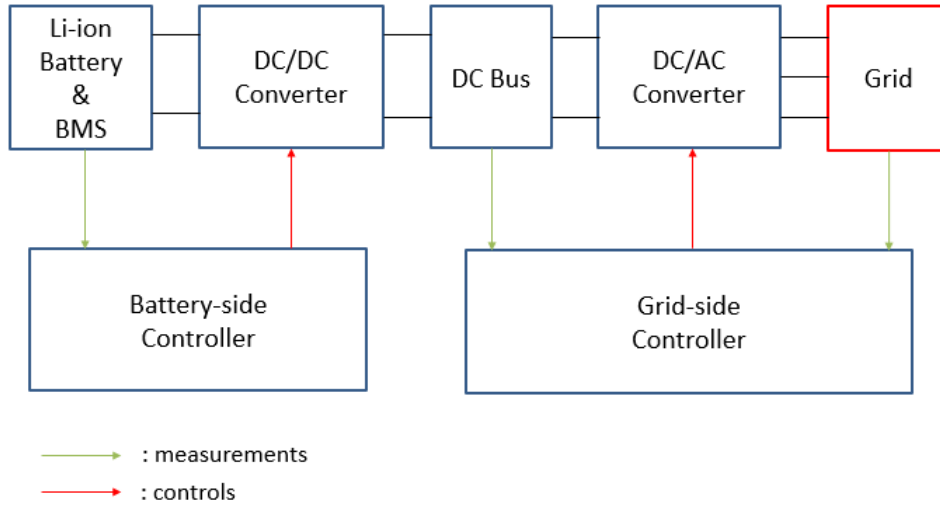 Li-ion
Battery
&
BMS
DC/DC
Converter
DC Bus
DC/AC
Converter
Grid
Battery-side
Controller
Grid-side
Controller
: measurements
: controls